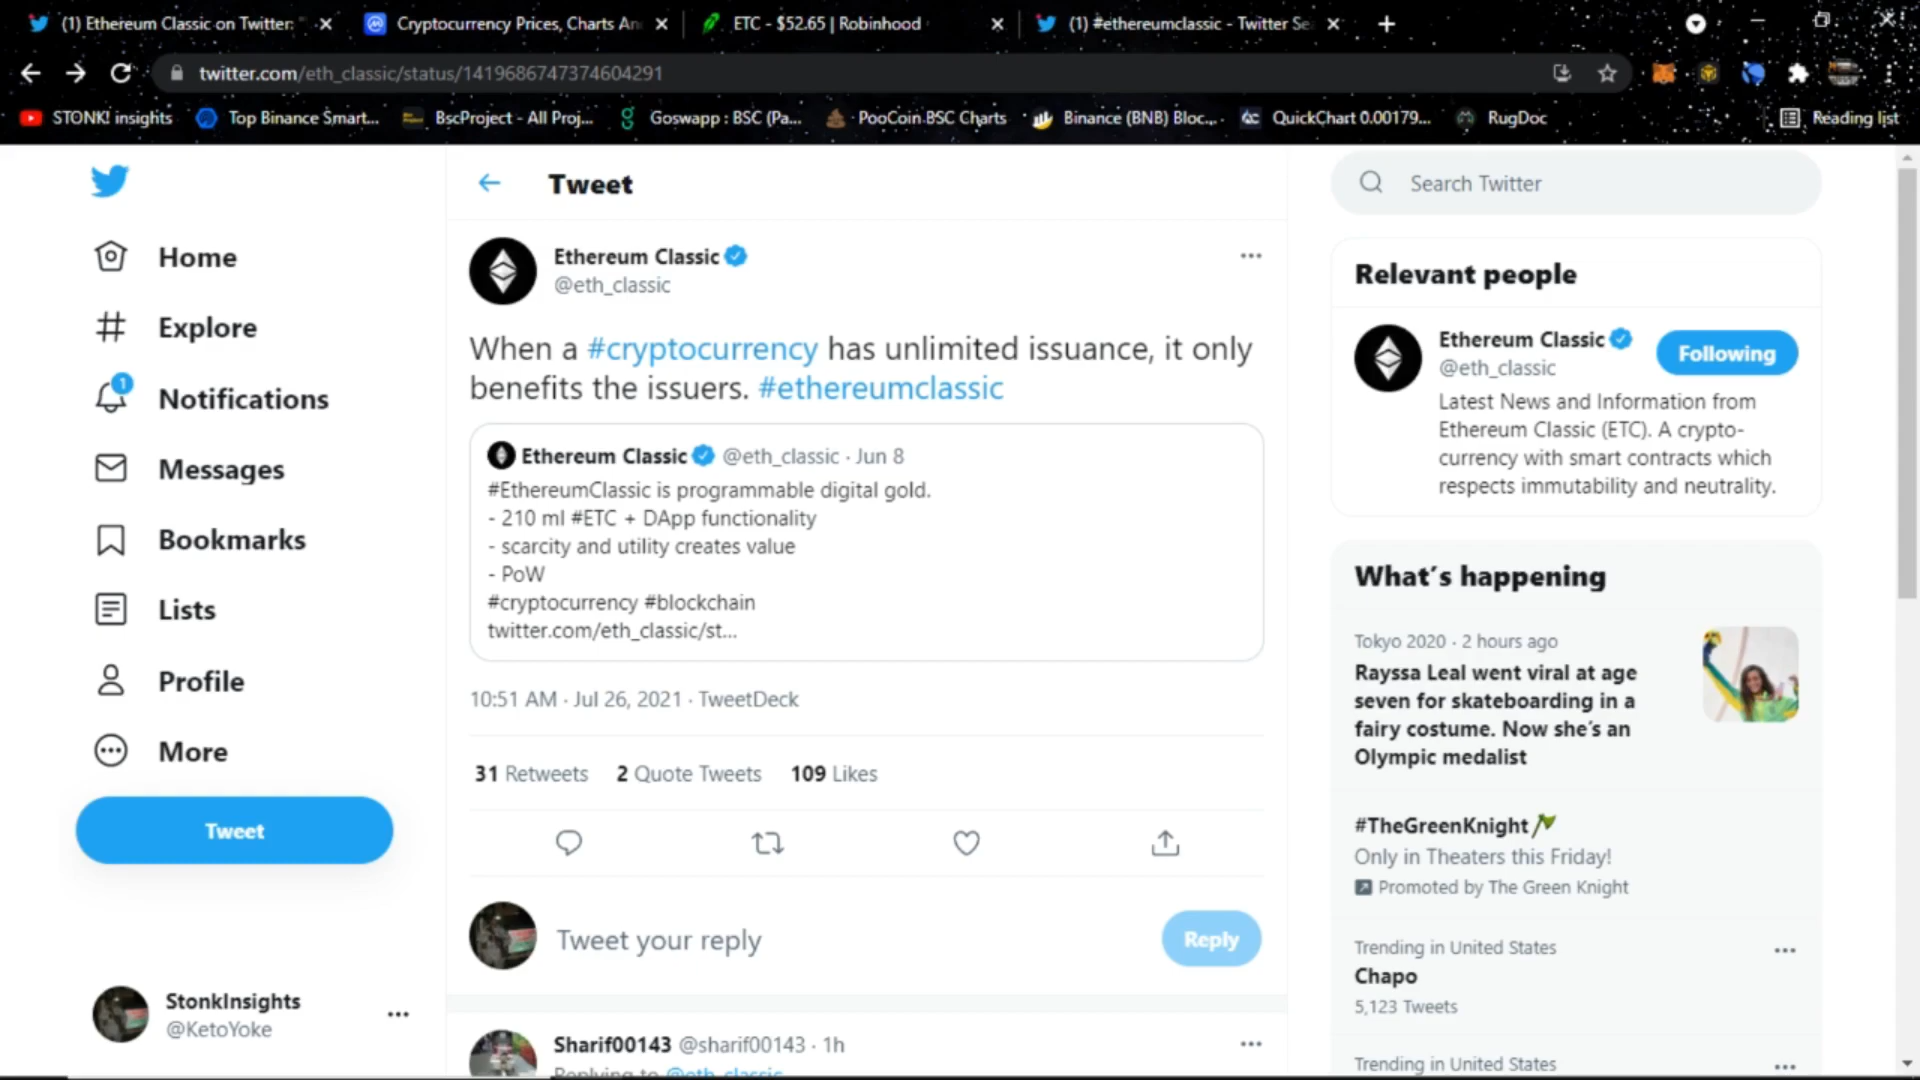 (1) Ethereum Classic on Twitter: "
Cryptocurrency Prices, Charts An
ETC - $52.65 | Robinhood
(1) #ethereumclassic - Twitter Se
twitter.com/eth_classic/status/1419686747374604291
STONK! insights
Top Binance Smart...
BscProject - All Proj...
Goswapp : BSC (Pa...
PooCoin BSC Charts
Binance (BNB) Bloc...
QuickChart 0.00179...
RugDoc
Reading list
Home
Explore
1
Notifications
Messages
Bookmarks
Lists
Profile
More
Tweet
StonkInsights
@KetoYoke
Tweet
Ethereum Classic
@eth_classic
When a #cryptocurrency has unlimited issuance, it only
benefits the issuers. #ethereumclassic
Ethereum Classic @eth_classic · Jun 8
#EthereumClassic is programmable digital gold.
- 210 ml #ETC + DApp functionality
- scarcity and utility creates value
- PoW
#cryptocurrency #blockchain
twitter.com/eth_classic/st...
10:51 AM · Jul 26, 2021 · TweetDeck
31 Retweets 2 Quote Tweets 109 Likes
Tweet your reply
Reply
Sharif00143 @sharif00143 · 1h
Replying to @eth_classic
Search Twitter
Relevant people
Ethereum Classic
@eth_classic
Following
Latest News and Information from
Ethereum Classic (ETC). A crypto-
currency with smart contracts which
respects immutability and neutrality.
What's happening
Tokyo 2020 · 2 hours ago
Rayssa Leal went viral at age
seven for skateboarding in a
fairy costume. Now she's an
Olympic medalist
#TheGreenKnight
Only in Theaters this Friday!
Promoted by The Green Knight
Trending in United States
Chapo
5,123 Tweets
Trending in United States